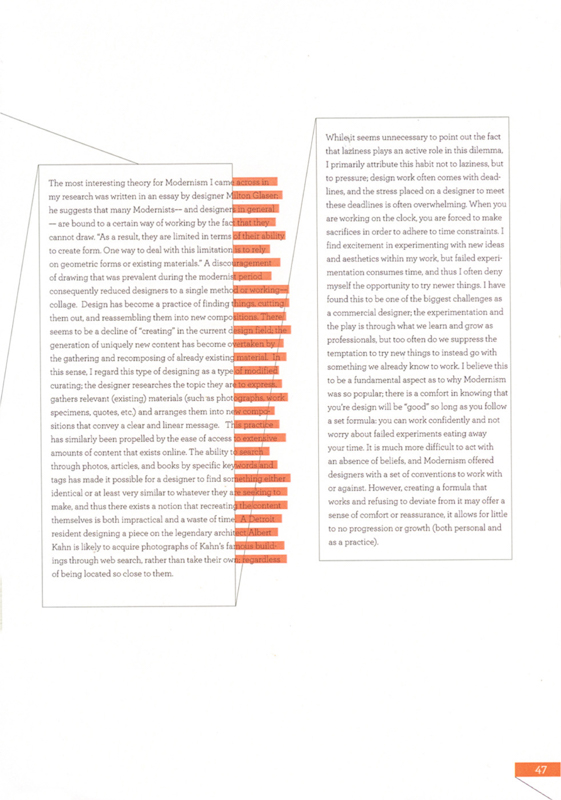 The most interesting theory for Modernism I came across in
my research was written in an essay by designer Milton Glasen
he suggests that many Modernists— and designers in general
— are bound to a certain way of working by the fact that they
cannot draw. “As a result, they are limited in terms of their ability
to create form. One way to deal with this limitation is to rely
on geometric forms or existing materials.” A discouragement
of drawing that was prevalent during the modernist period
consequently reduced designers to a single method or working—
collage. Design has become a practice of finding things, cutting
them out, and reassembling them into new compositions. There
seems to be a decline of “creating” in the current design field; the
generation of uniquely new content has become overtaken by
the gathering and recomposing of already existing material. In
this sense, I regard this type of designing as a type of modified
curating; the designer researches the topic they are to express,
gathers relevant (existing) materials (such as photographs, work
specimens, quotes, etc.) and arranges them into new compo-
sitions that convey a clear and linear message. This practice
has similarly been propelled by the ease of access to extensive
amounts of content that exists online. The ability to search
through photos, articles, and books by specific keywords and
tags has made it possible for a designer to find something either
identical or at least very similar to whatever they are seeking to
make, and thus there exists a notion that recreating the content
themselves is both impractical and a waste of time. A Detroit
resident designing a piece on the legendary architect Albert
Kahn is likely to acquire photographs of Kahn’s famous build-
ings through web search, rather than take their own; regardless
of being located so close to them.
While it seems unnecessary to point out the fact
that laziness plays an active role in this dilemma,
I primarily attribute this habit not to laziness, but
to pressure; design work often comes with dead-
lines, and the stress placed on a designer to meet
these deadlines is often overwhelming. When you
are working on the clock, you are forced to make
sacrifices in order to adhere to time constraints. I
find excitement in experimenting with new ideas
and aesthetics within my work, but failed experi-
mentation consumes time, and thus I often deny
myself the opportunity to try newer things. I have
found this to be one of the biggest challenges as
a commercial designer; the experimentation and
the play is through what we learn and grow as
professionals, but too often do we suppress the
temptation to try new things to instead go with
something we already know to work. I believe this
to be a fundamental aspect as to why Modernism
was so popular; there is a comfort in knowing that
you’re design will be “good” so long as you follow
a set formula: you can work confidently and not
worry about failed experiments eating away
your time. It is much more difficult to act with
an absence of beliefs, and Modernism offered
designers with a set of conventions to work with
or against. However, creating a formula that
works and refusing to deviate from it may offer a
sense of comfort or reassurance, it allows for little
to no progression or growth (both personal and
as a practice).
47